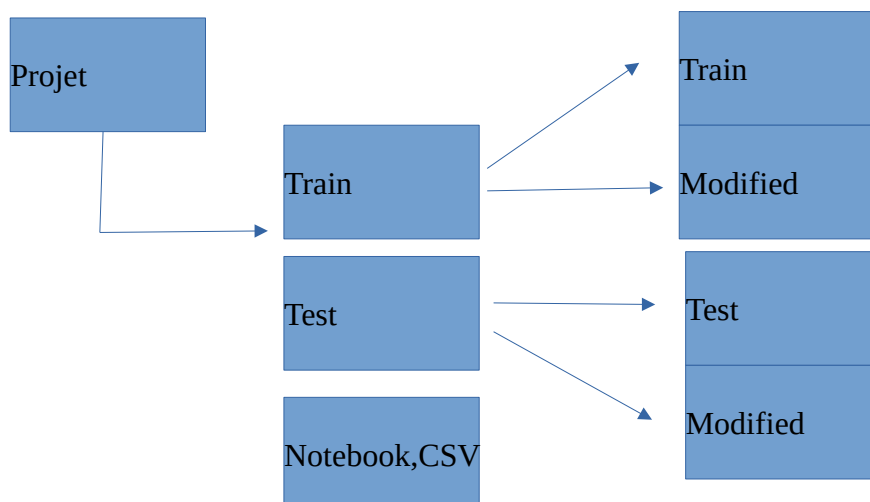 Projet
Train
Test
Notebook,CSV
Train
Modified
Test
Modified